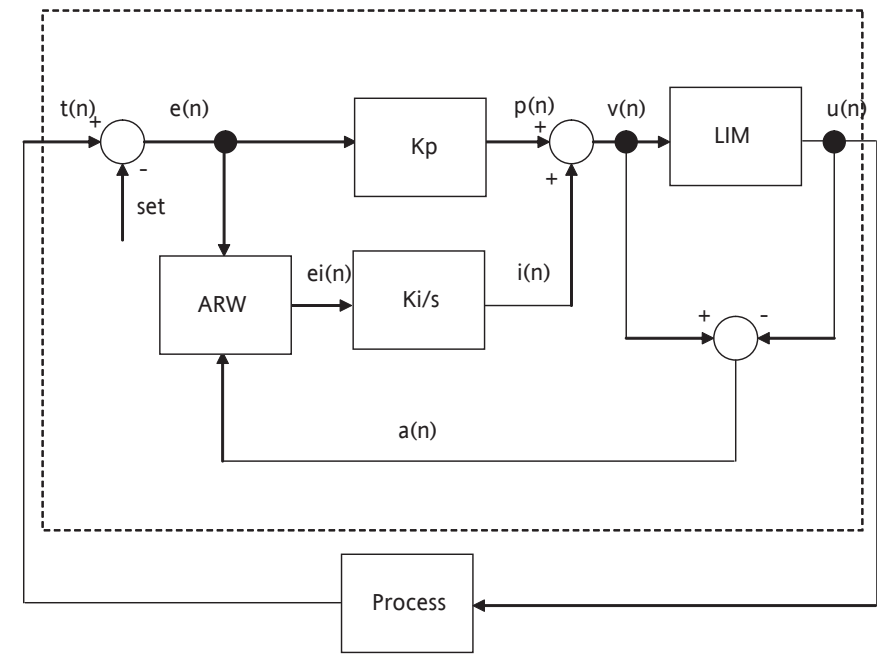 t(n)
+
e(n)
-
set
Kp
p(n)
+
+
v(n)
LIM
u(n)
ARW
ei(n)
Ki/s
i(n)
+
-
a(n)
Process